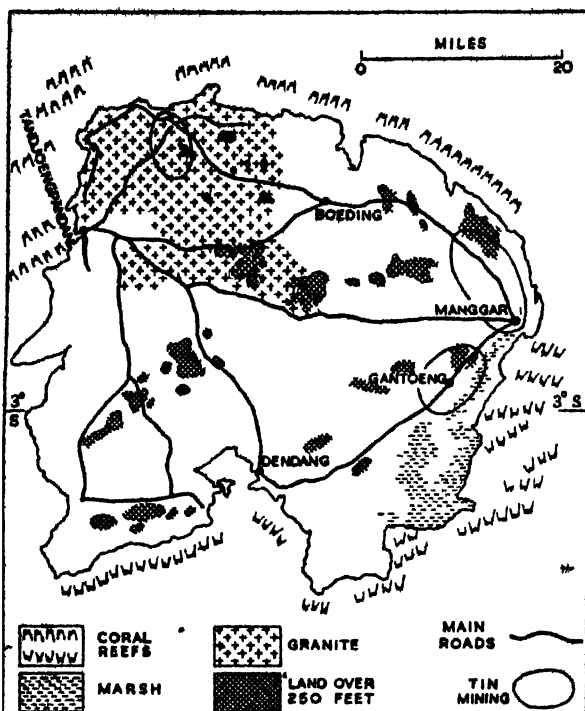 MILES
0 20
TANDJOENGPANDAN
BOEDING
MANGGAR
GANTOENG
3° S
3° S
DENDANG
CORAL
REEFS
GRANITE
MAIN
ROADS
MARSH
LAND OVER
250 FEET
TIN
MINING